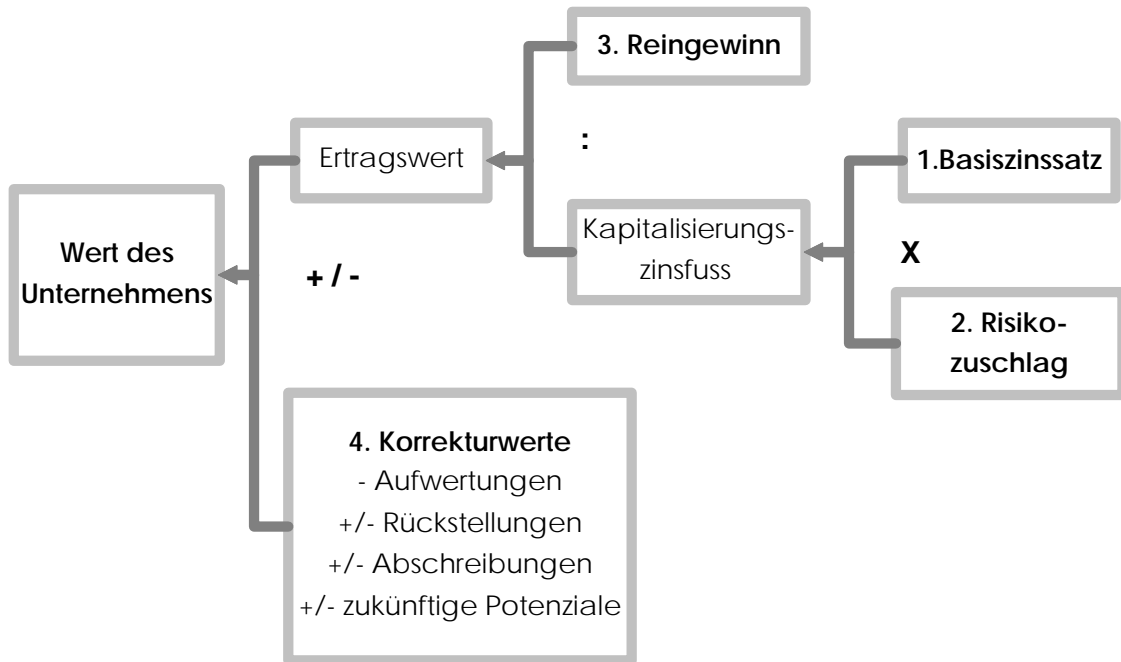 3. Reingewinn
:
Ertragswert
1.Basiszinssatz
Kapitalisierungs-
zinsfuss
X
Wert des
Unternehmens
+ / -
2. Risiko-
zuschlag
4. Korrekturwerte
- Aufwertungen
+/- Rückstellungen
+/- Abschreibungen
+/- zukünftige Potenziale